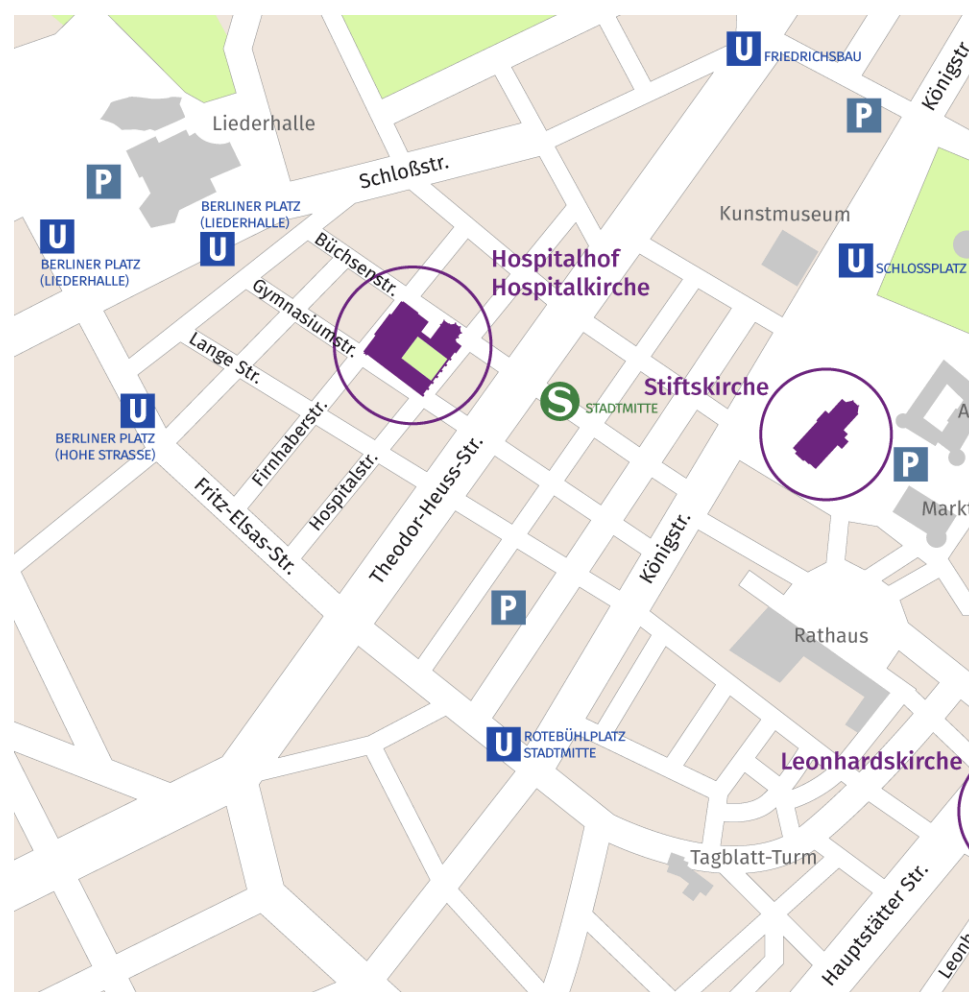 U
FRIEDRICHSBAU
Königstr
P
Liederhalle
Schloßstr.
P
BERLINER PLATZ
(LIEDERHALLE)
U
Kunstmuseum
U
BERLINER PLATZ
(LIEDERHALLE)
Büchsenstr.
Hospitalhof
Hospitalkirche
U
SCHLOSSPLATZ
Gymnasiumstr.
Lange Str.
Stiftskirche
S
STADTMITTE
U
BERLINER PLATZ
(HOHE STRASSE)
A
Firnhaberstr.
Hospitalstr.
P
Fritz-Elsas-Str.
Theodor-Heuss-Str.
Markt
Königstr.
P
Rathaus
U
ROTEBÜHLPLATZ
STADTMITTE
Leonhardskirche
Tagblatt-Turm
Hauptstätter Str.
Leonh